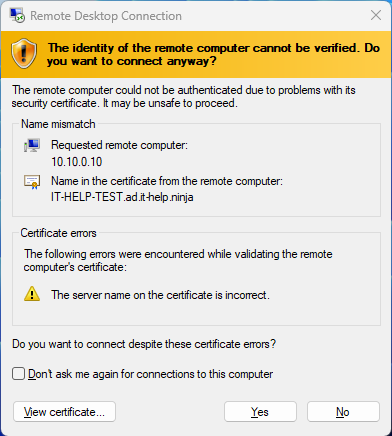 Remote Desktop Connection
The identity of the remote computer cannot be verified. Do
you want to connect anyway?
The remote computer could not be authenticated due to problems with its
security certificate. It may be unsafe to proceed.
Name mismatch
Requested remote computer:
10.10.0.10
Name in the certificate from the remote computer:
IT-HELP-TEST.ad.it-help.ninja
Certificate errors
The following errors were encountered while validating the remote
computer's certificate:
The server name on the certificate is incorrect.
Do you want to connect despite these certificate errors?
Don't ask me again for connections to this computer
View certificate...
Yes
No